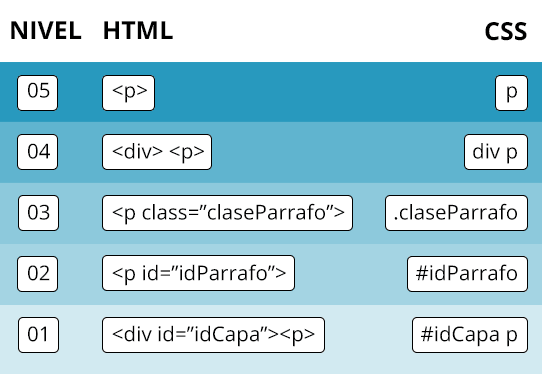 NIVEL HTML CSS
05 <p> p
04 <div> <p> div p
03 <p class=”claseParrafo”> .claseParrafo
02 <p id=”idParrafo”> #idParrafo
01 <div id=”idCapa”><p> #idCapa p